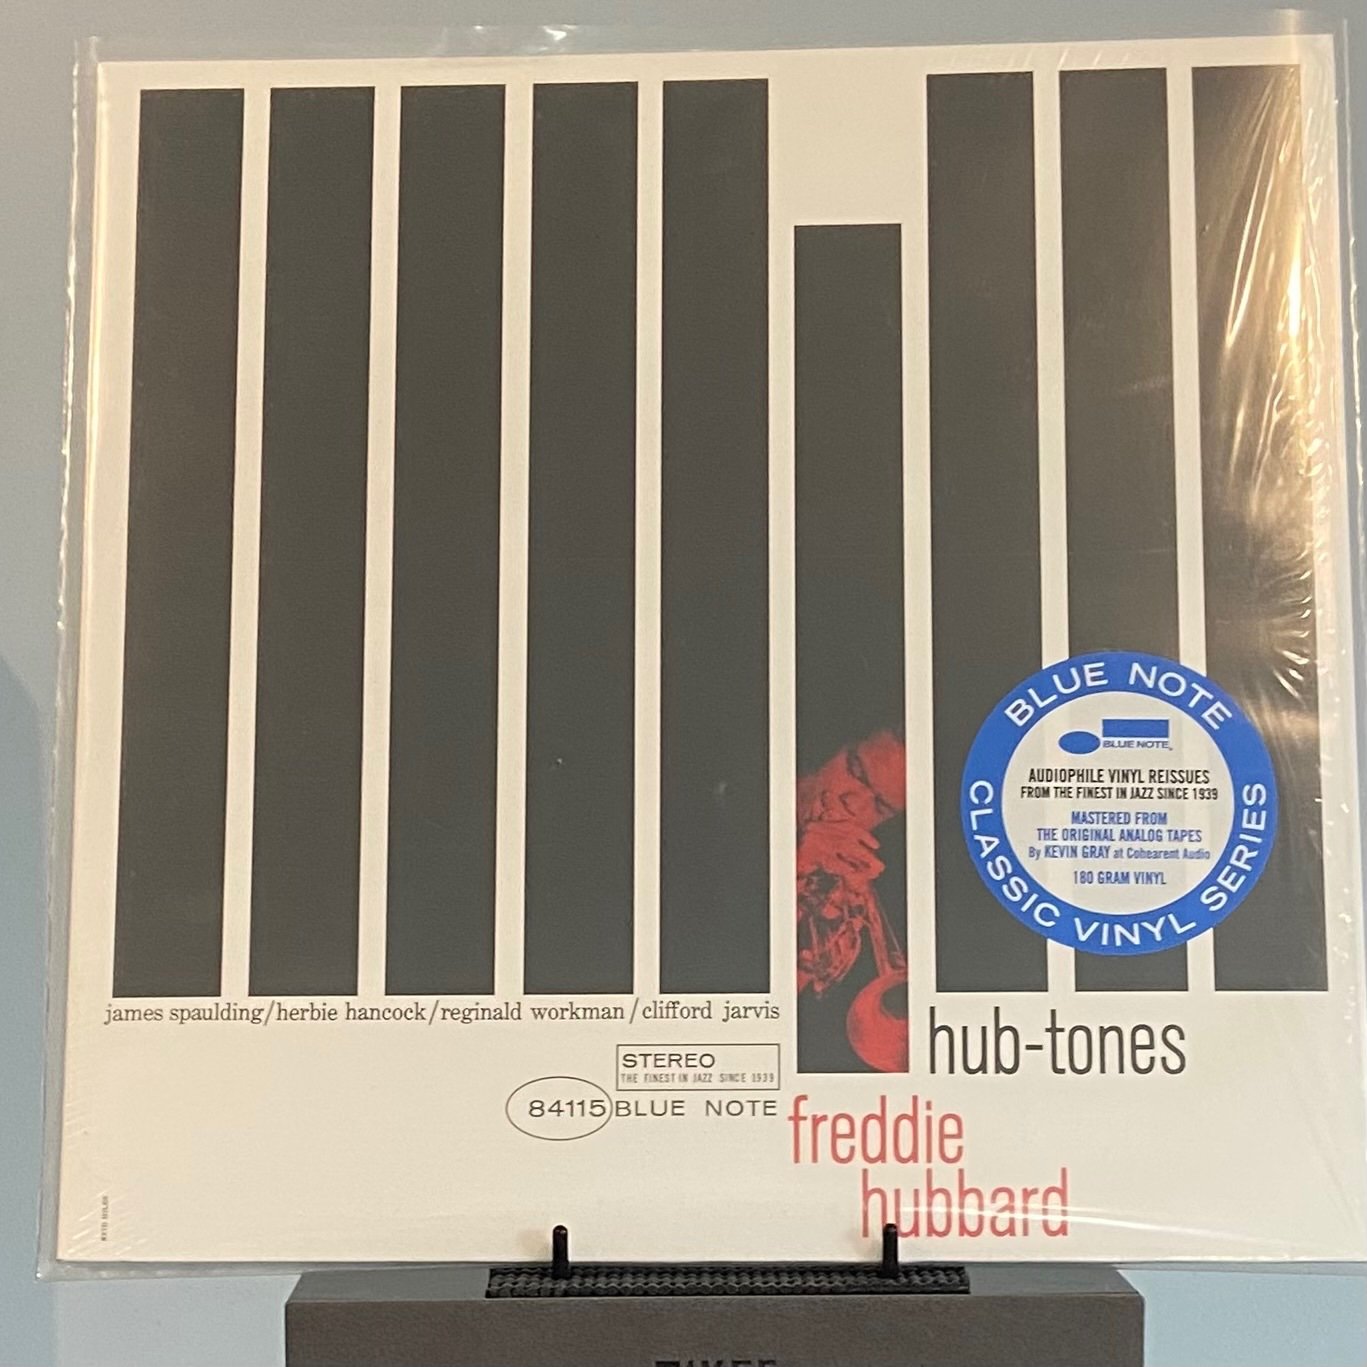 james spaulding/herbie hancock/reginald workman/clifford jarvis
STEREO
THE FINEST IN JAZZ SINCE 1939
84115 BLUE NOTE
hub-tones
freddie
hubbard
BLUE NOTE
BLUE NOTE
AUDIOPHILE VINYL REISSUES
FROM THE FINEST IN JAZZ SINCE 1939
MASTERED FROM
THE ORIGINAL ANALOG TAPES
By KEVIN GRAY at Cohearent Audio
180 GRAM VINYL
CLASSIC VINYL SERIES